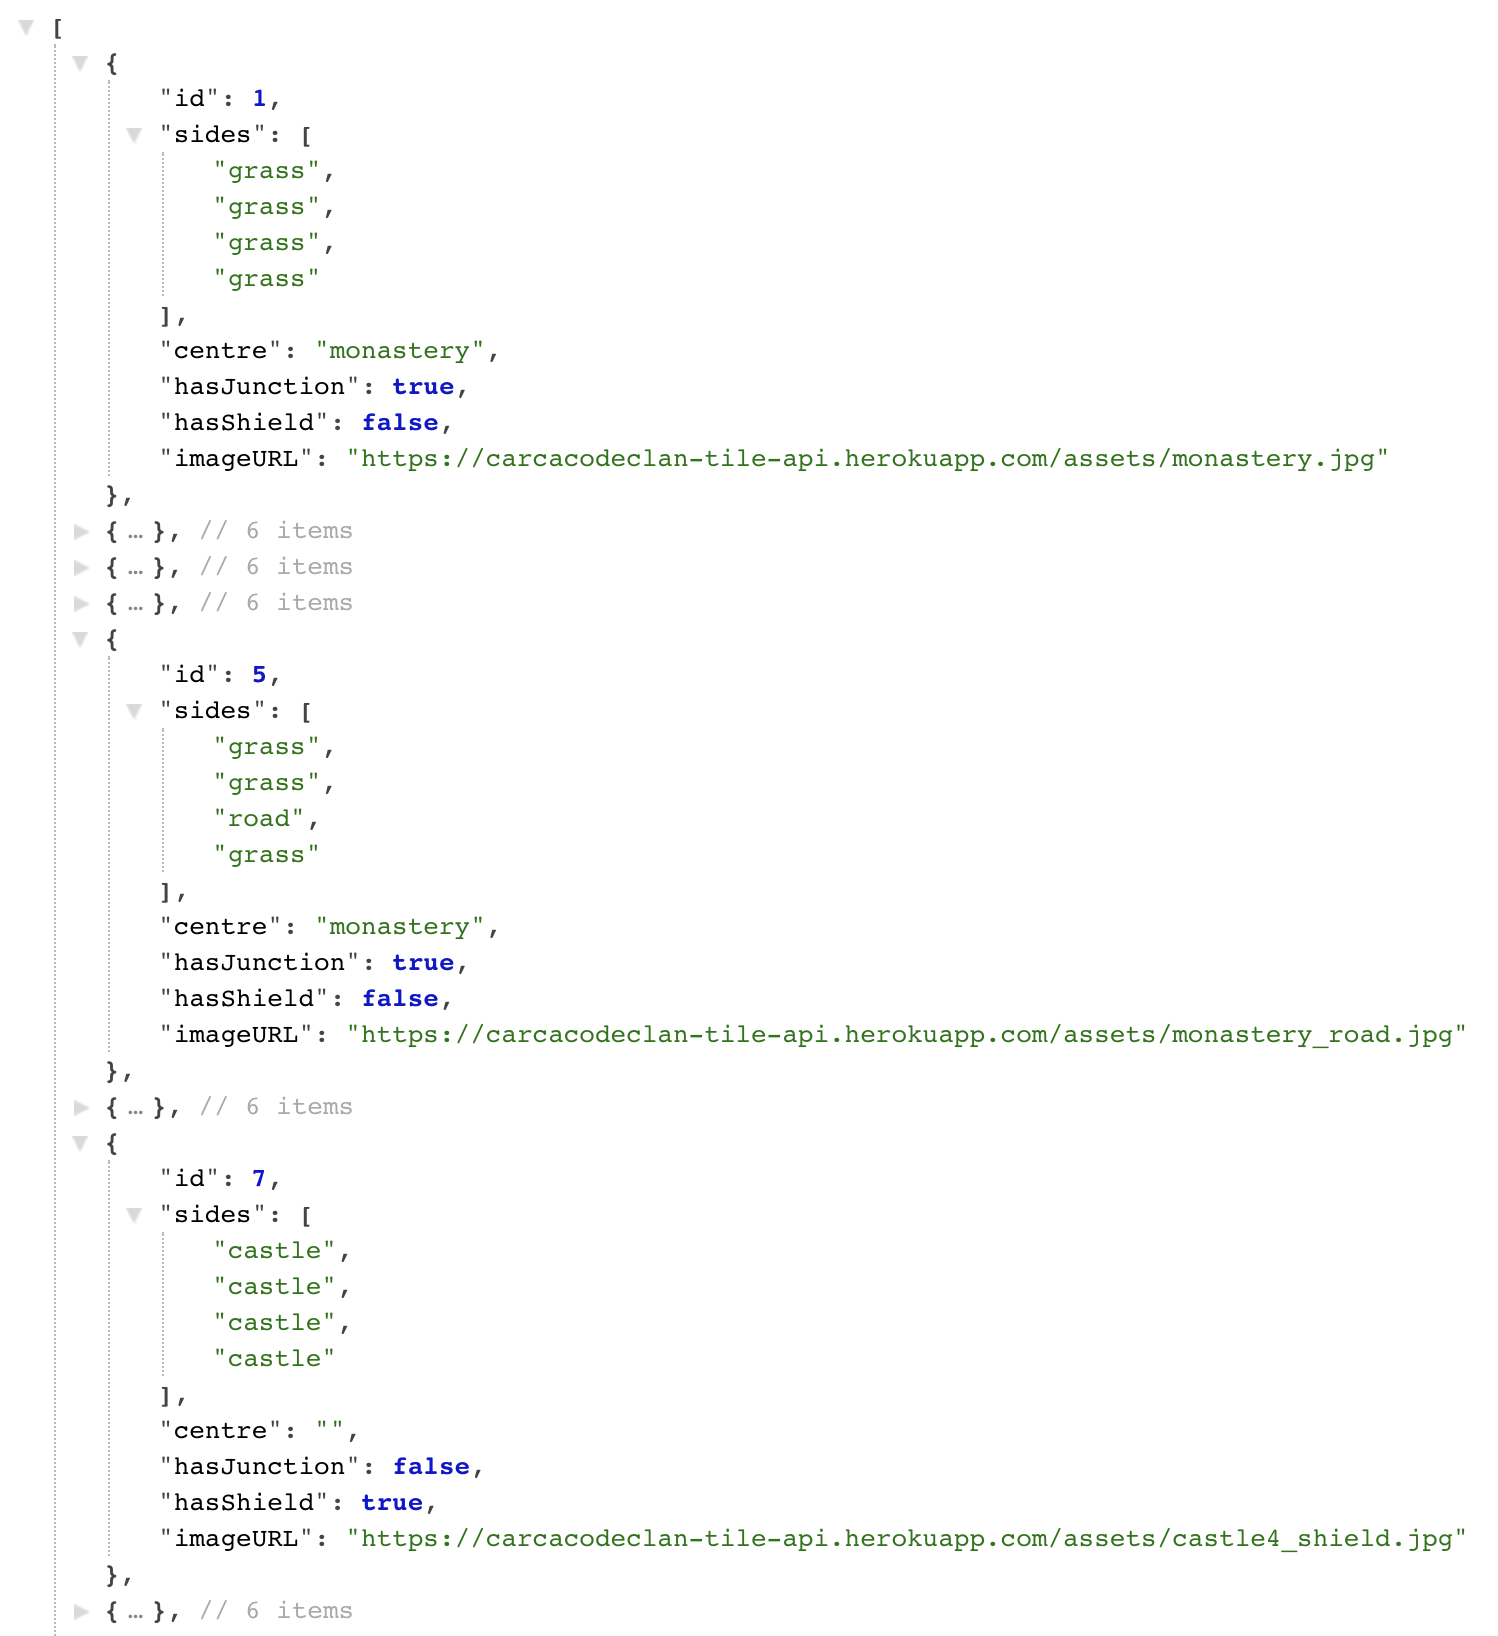 [
{
"id": 1,
"sides": [
"grass",
"grass",
"grass",
"grass"
],
"centre": "monastery",
"hasJunction": true,
"hasShield": false,
"imageURL": "https://carcacodeclan-tile-api.herokuapp.com/assets/monastery.jpg"
},
{ … }, // 6 items
{ … }, // 6 items
{ … }, // 6 items
{
"id": 5,
"sides": [
"grass",
"grass",
"road",
"grass"
],
"centre": "monastery",
"hasJunction": true,
"hasShield": false,
"imageURL": "https://carcacodeclan-tile-api.herokuapp.com/assets/monastery_road.jpg"
},
{ … }, // 6 items
{
"id": 7,
"sides": [
"castle",
"castle",
"castle",
"castle"
],
"centre": "",
"hasJunction": false,
"hasShield": true,
"imageURL": "https://carcacodeclan-tile-api.herokuapp.com/assets/castle4_shield.jpg"
},
{ … }, // 6 items